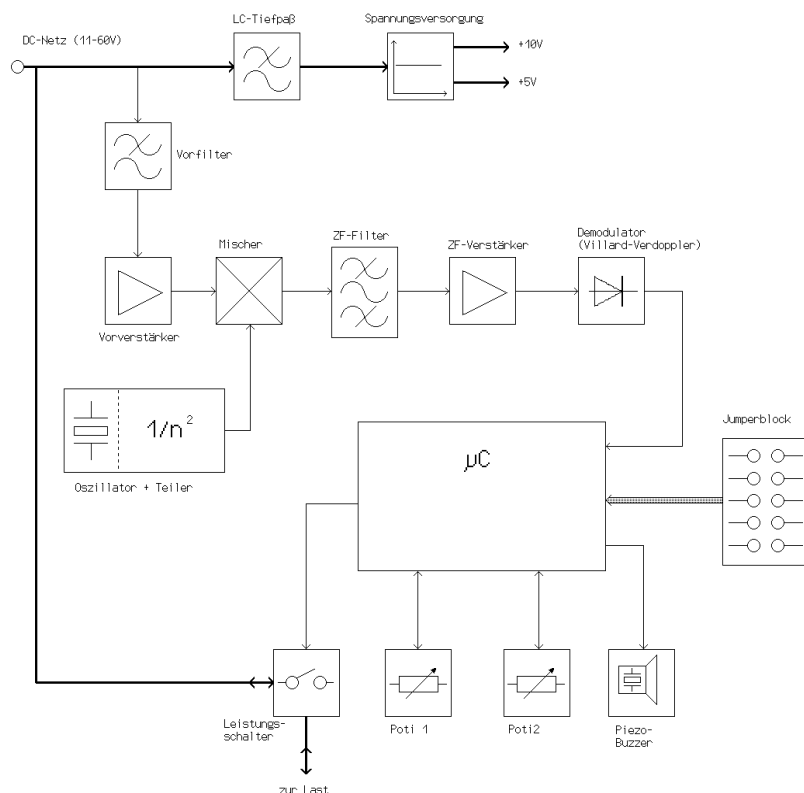 LC-Tiefpaß
Spannungsversorgung
DC-Netz (11-60V)
+10V
+5V
Vorfilter
Mischer
ZF-Filter
ZF-Verstärker
Demodulator
(Villard-Verdoppler)
Vorverstärker
1/n²
Oszillator + Teiler
µC
Jumperblock
Leistungs-
schalter
Poti 1
Poti2
Piezo-
Buzzer
zur Last